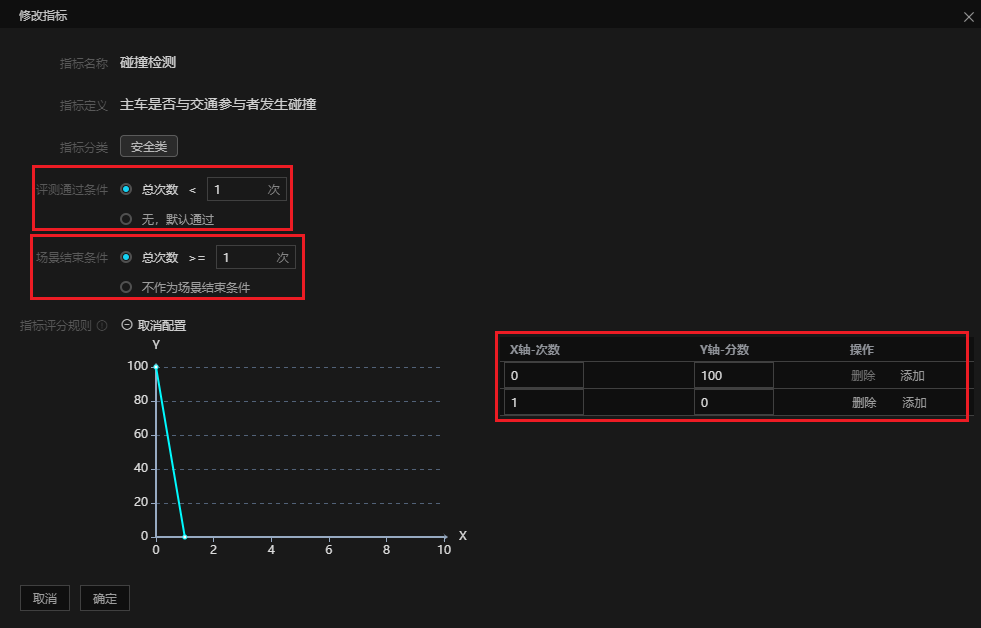 修改指标
指标名称 碰撞检测
指标定义 主车是否与交通参与者发生碰撞
指标分类 安全类
评测通过条件 总次数 < 1 次
无，默认通过
场景结束条件 总次数 >= 1 次
不作为场景结束条件
指标评分规则 取消配置
Y
100
80
60
40
20
0
0 2 4 6 8 10
X
X轴-次数 Y轴-分数 操作
0 100 删除 添加
1 0 删除 添加
取消 确定